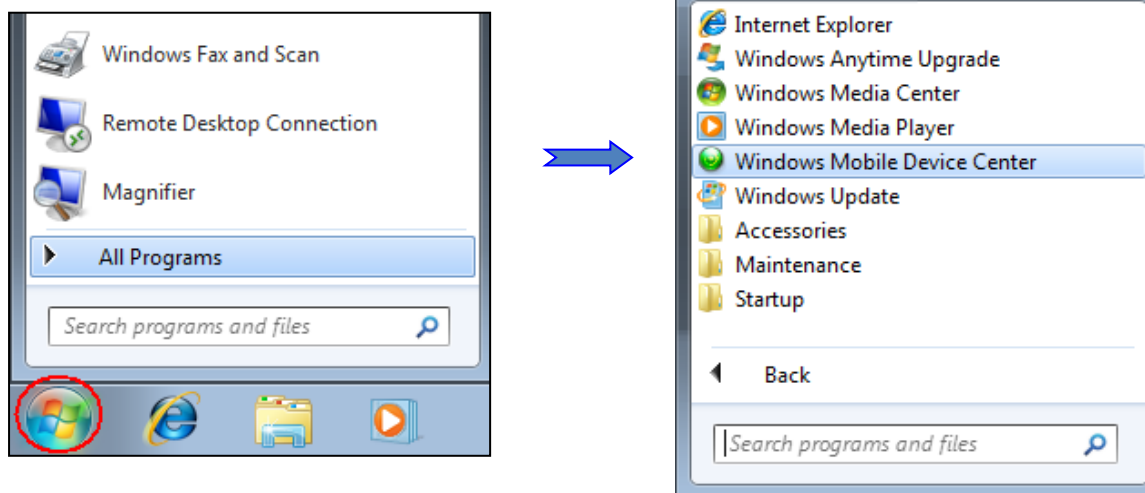 Windows Fax and Scan
Remote Desktop Connection
Magnifier
All Programs
Search programs and files
Internet Explorer
Windows Anytime Upgrade
Windows Media Center
Windows Media Player
Windows Mobile Device Center
Windows Update
Accessories
Maintenance
Startup
Back
Search programs and files